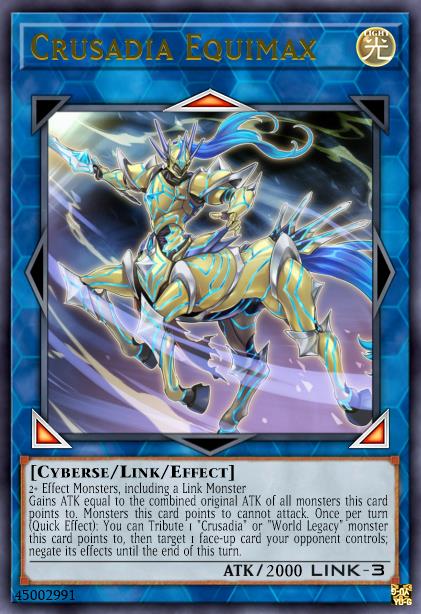 CRUSADIA EQUIMAX
LIGHT
光
[CYBERSE/LINK/EFFECT]
2+ Effect Monsters, including a Link Monster
Gains ATK equal to the combined original ATK of all monsters this card
points to. Monsters this card points to cannot attack. Once per turn
(Quick Effect): You can Tribute 1 "Crusadia" or "World Legacy" monster
this card points to, then target 1 face-up card your opponent controls;
negate its effects until the end of this turn.
ATK/2000 LINK-3
45002991